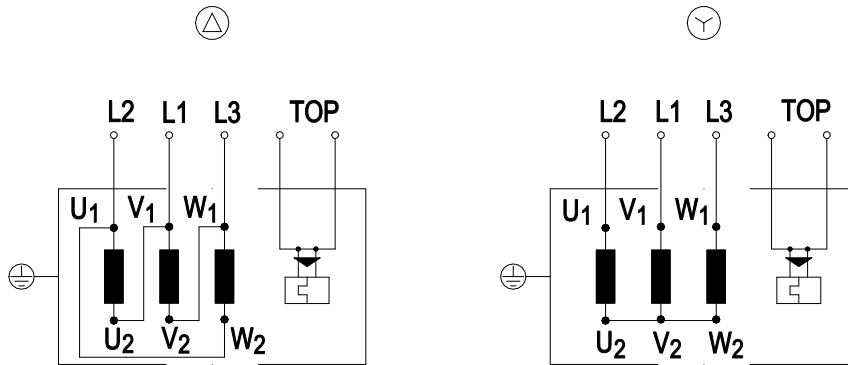 L2 L1 L3 TOP L2 L1 L3 TOP
U1 V1 W1 U1 V1 W1
U2 V2 W2 U2 V2 W2